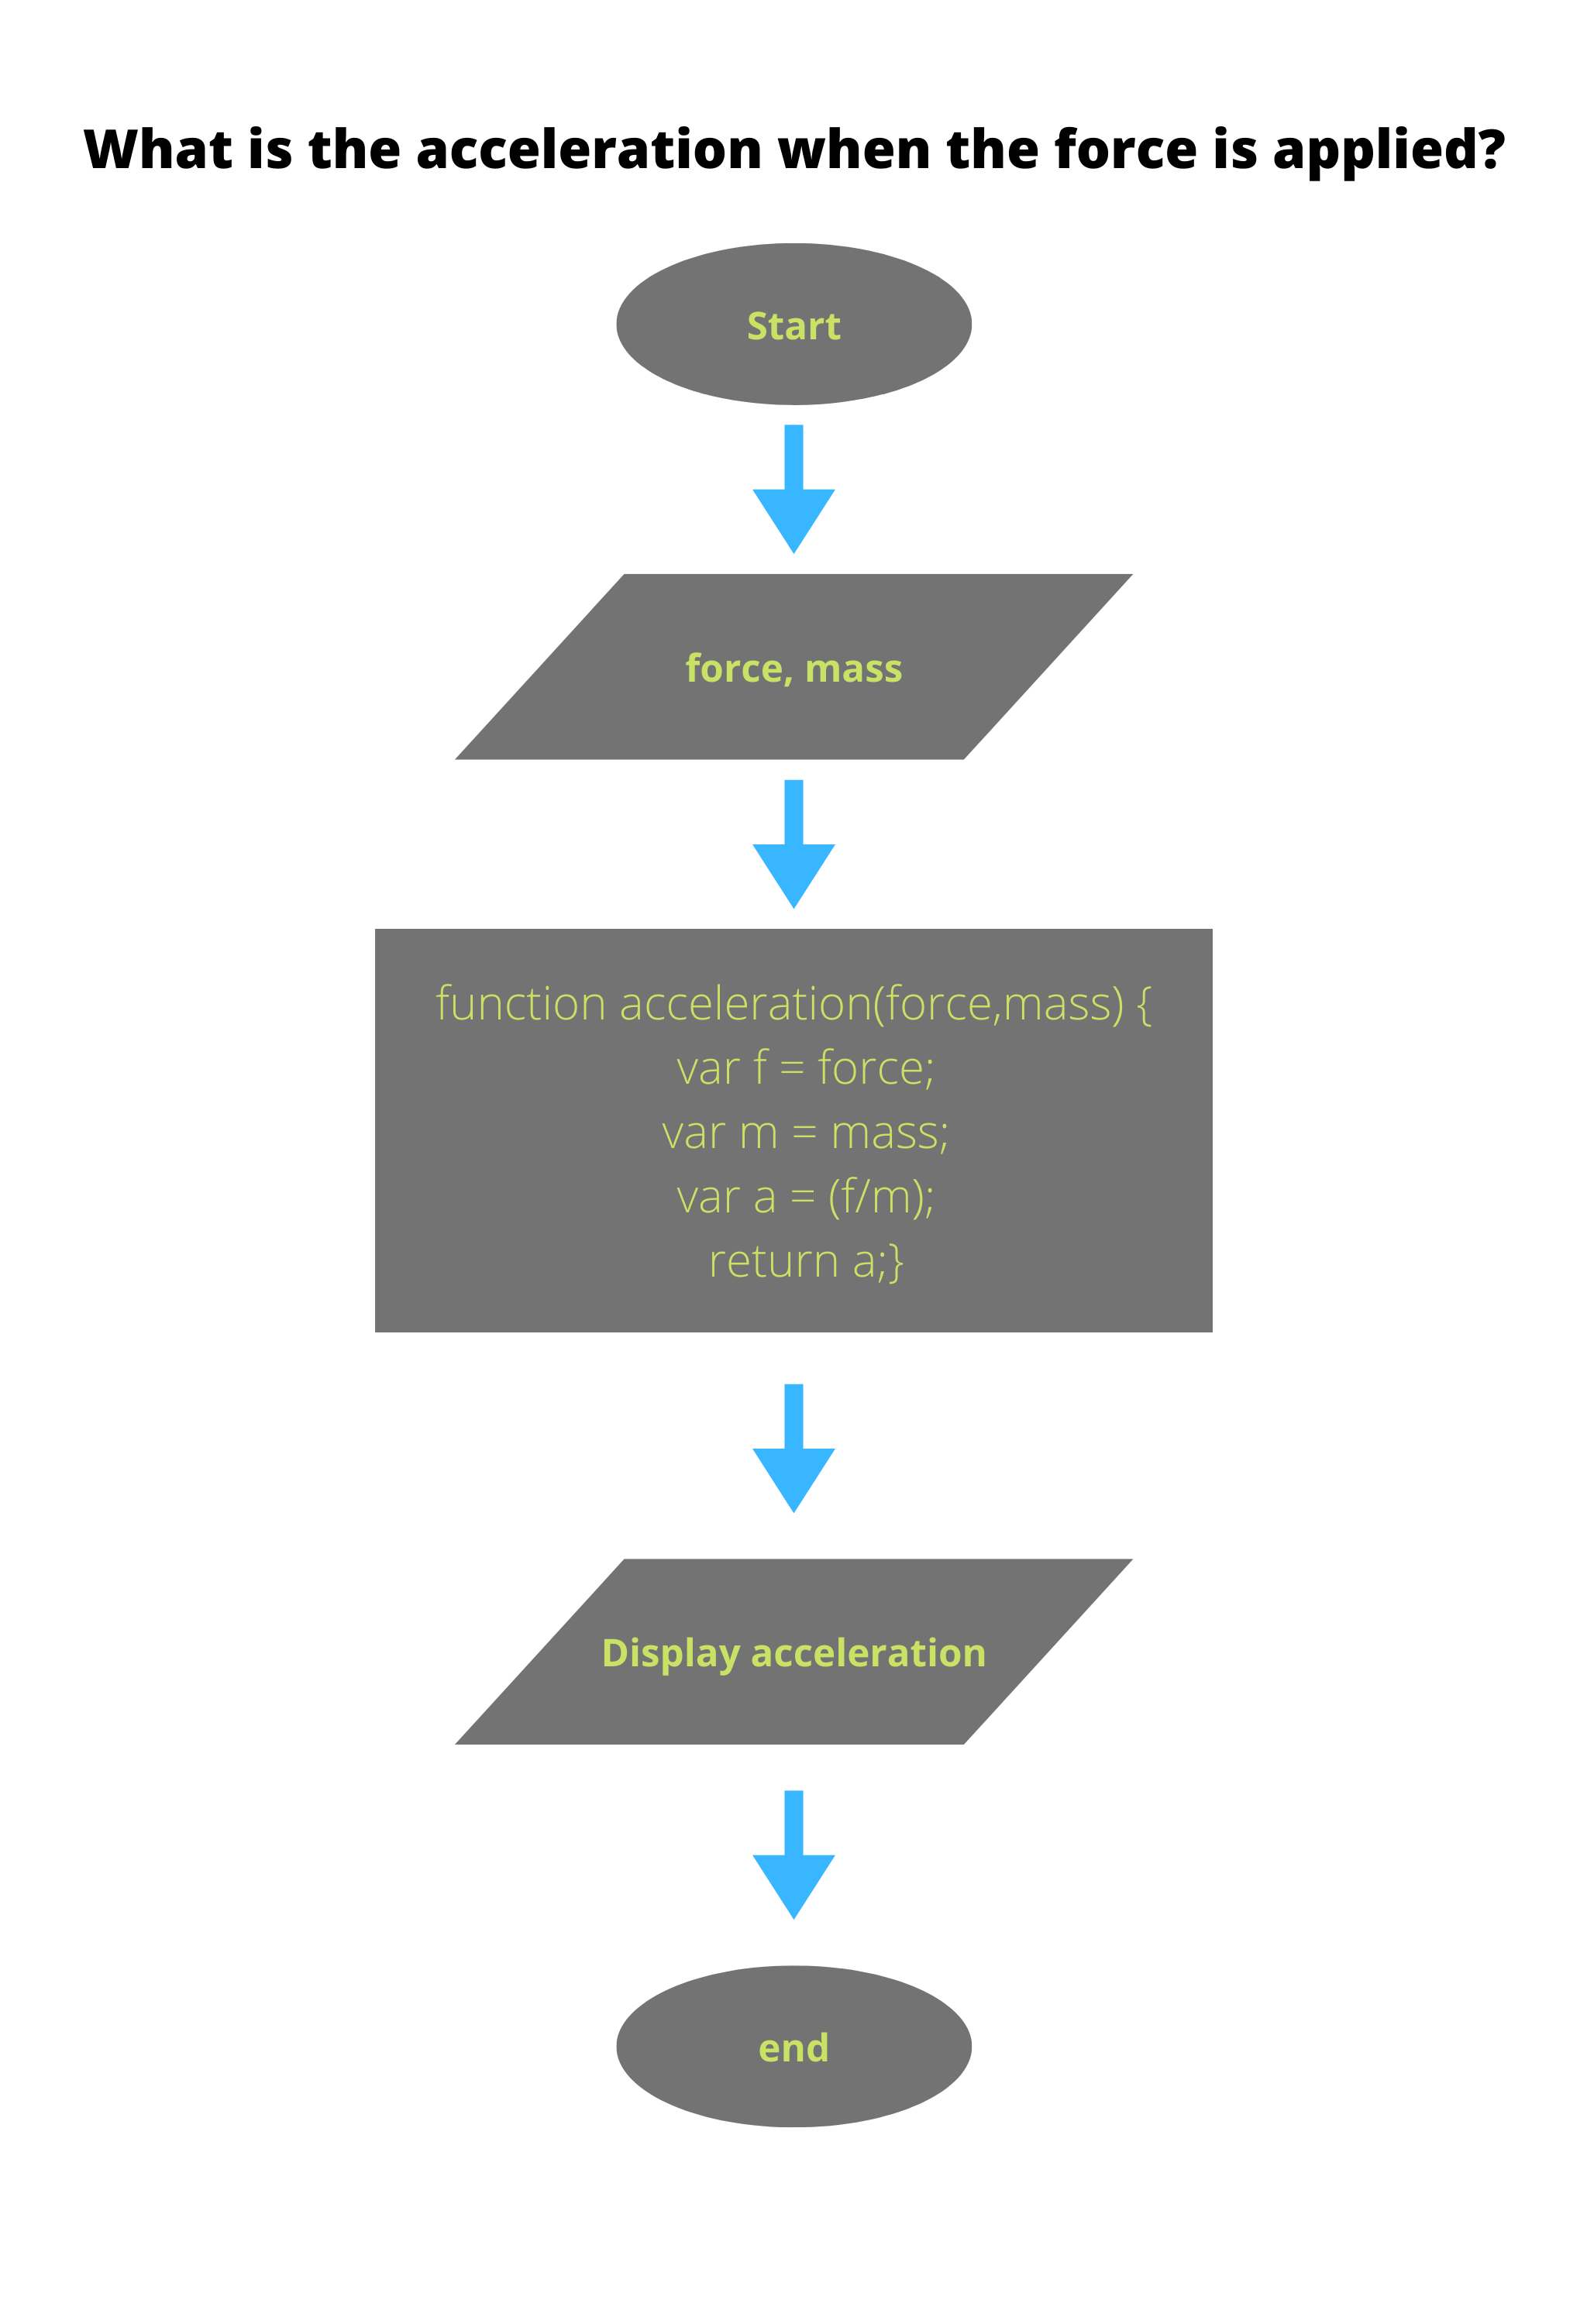 What is the acceleration when the force is applied?
Start
force, mass
function acceleration(force,mass) {
var f = force;
var m = mass;
var a = (f/m);
return a;}
Display acceleration
end